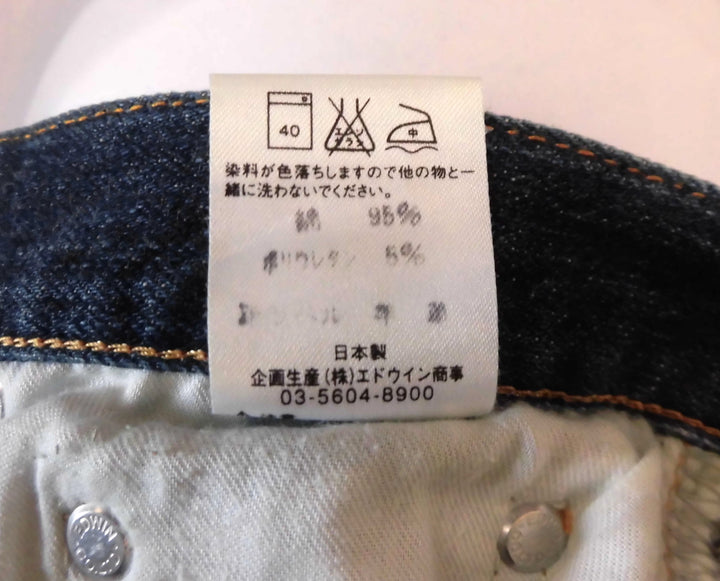 40
エンソ
サラシ
中
染料が色落ちしますので他の物と一
緒に洗わないでください。
綿 95%
ポリウレタン 5%
日本製
企画生産(株)エドウイン商事
03-5604-8900
EDWIN